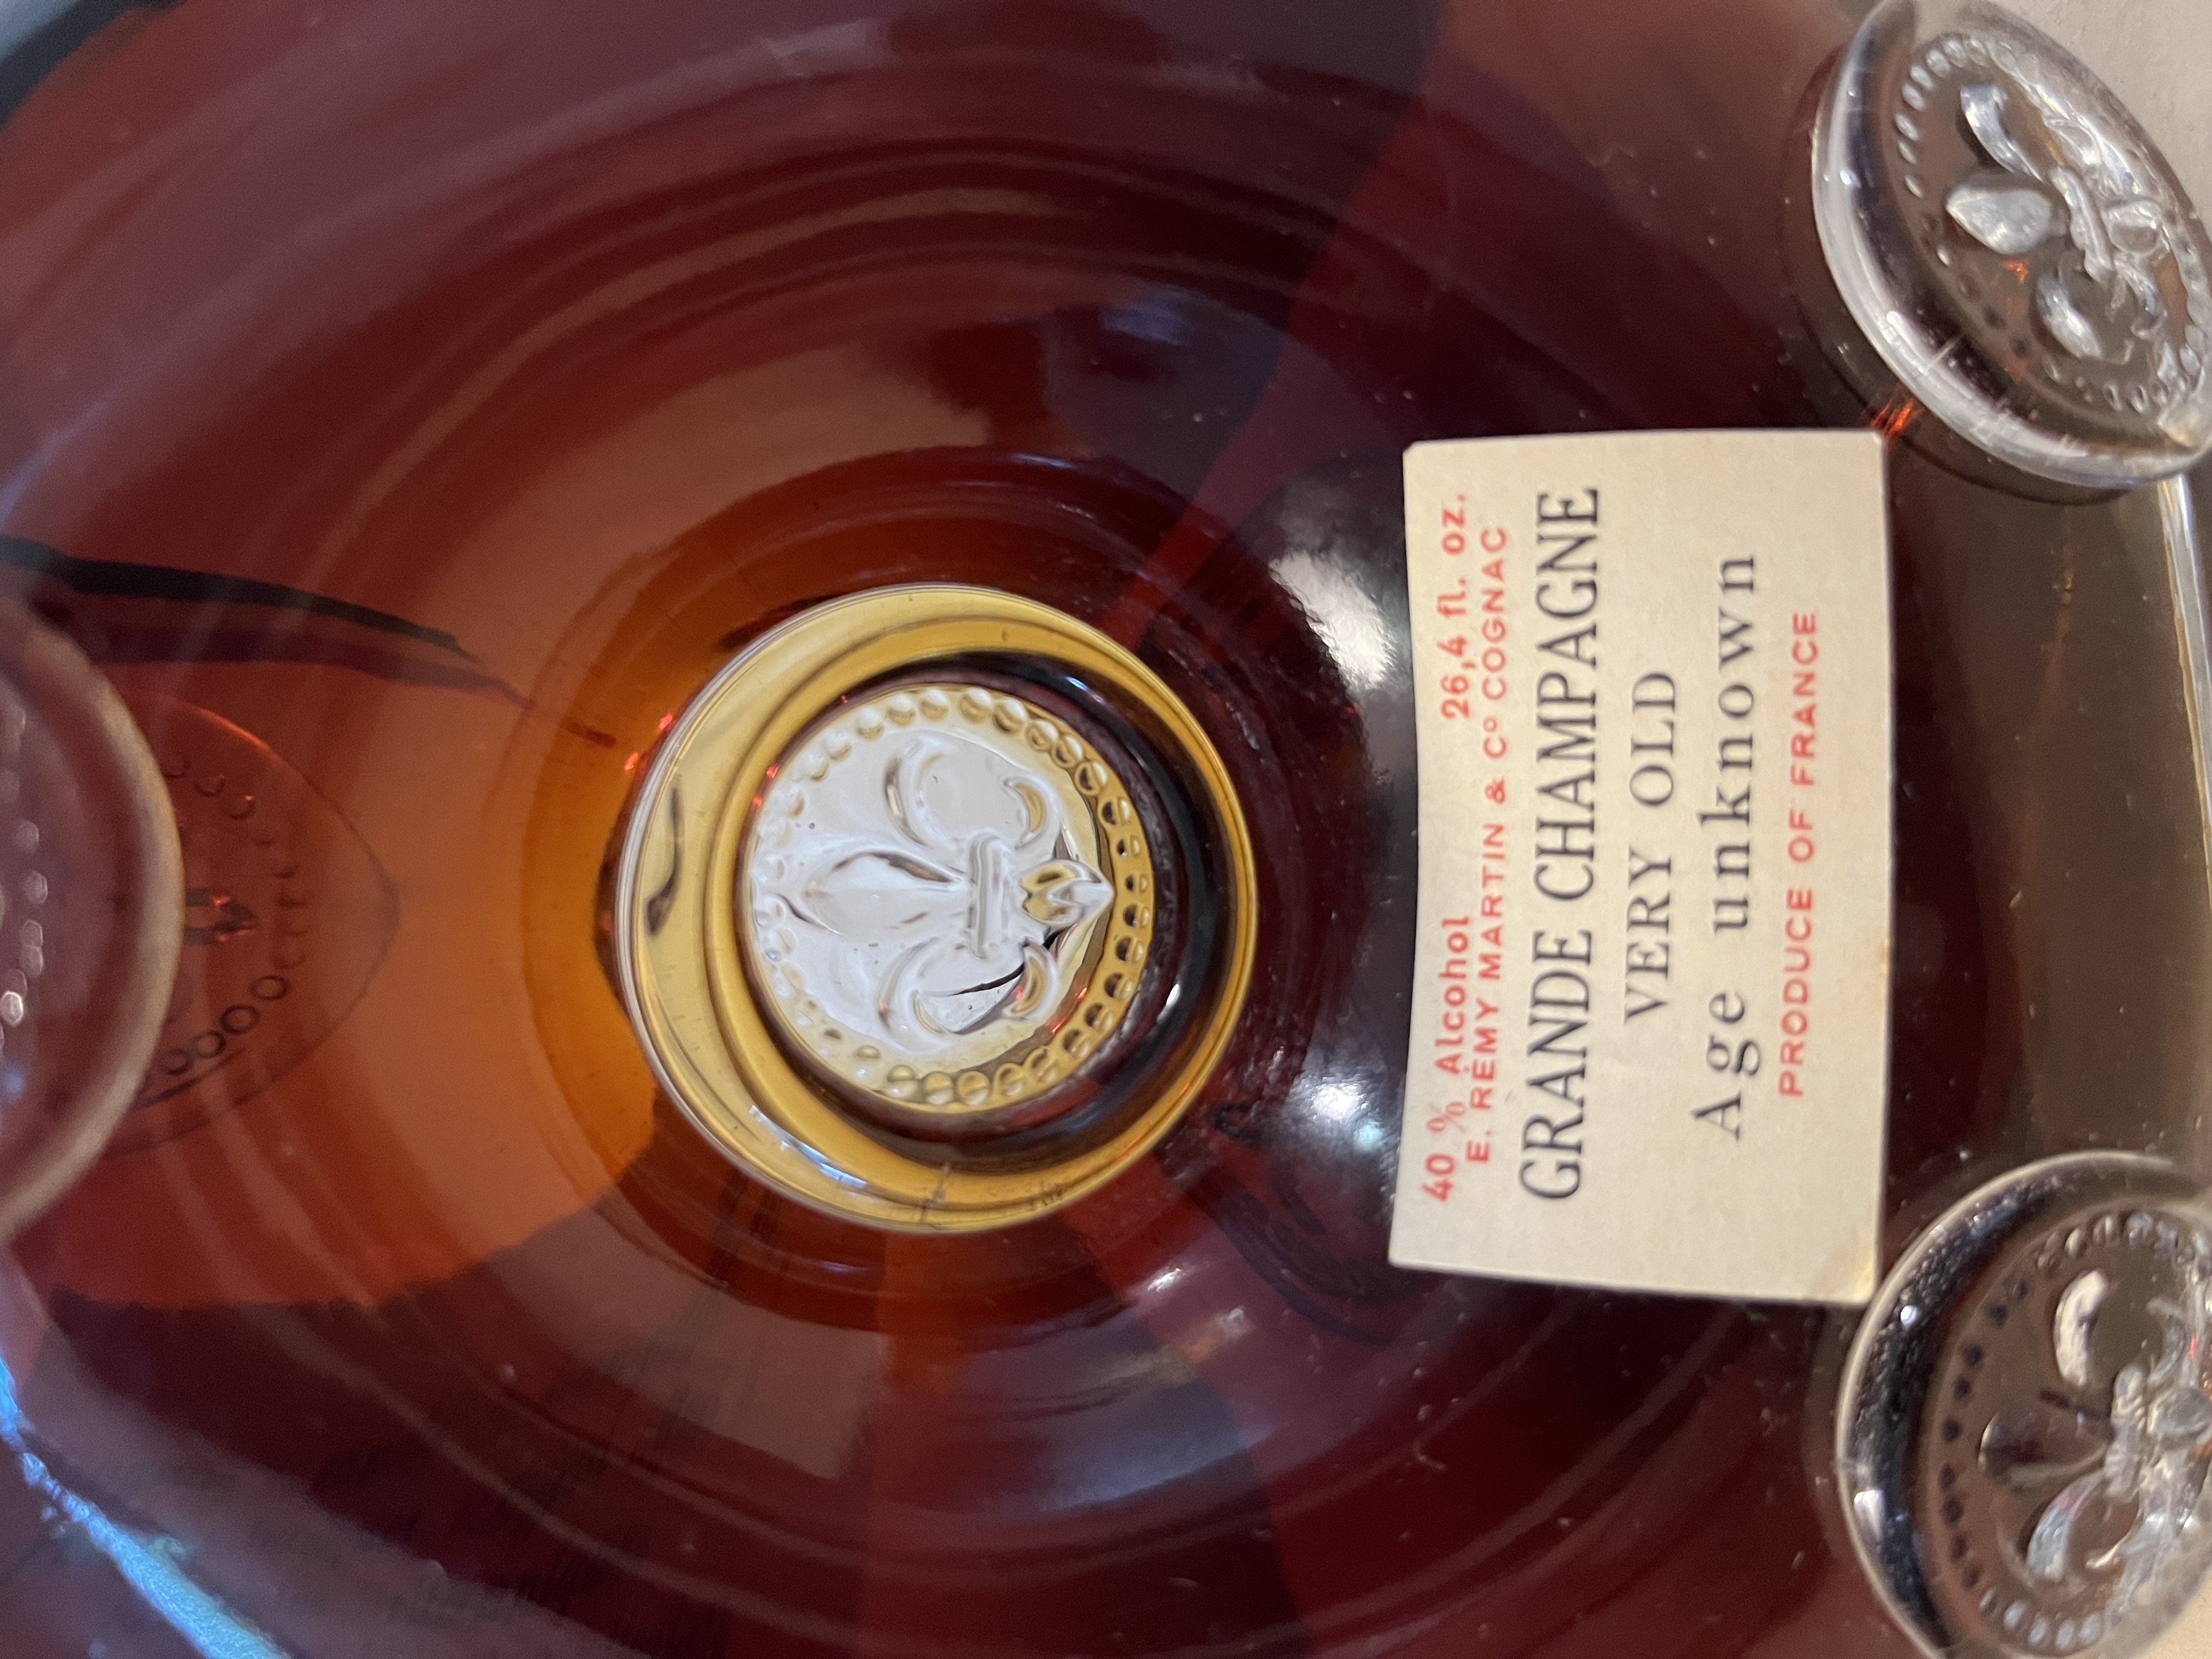 40 % Alcohol 26,4 fl. oz.
E. RÉMY MARTIN & Cº COGNAC
GRANDE CHAMPAGNE
VERY OLD
Age unknown
PRODUCE OF FRANCE